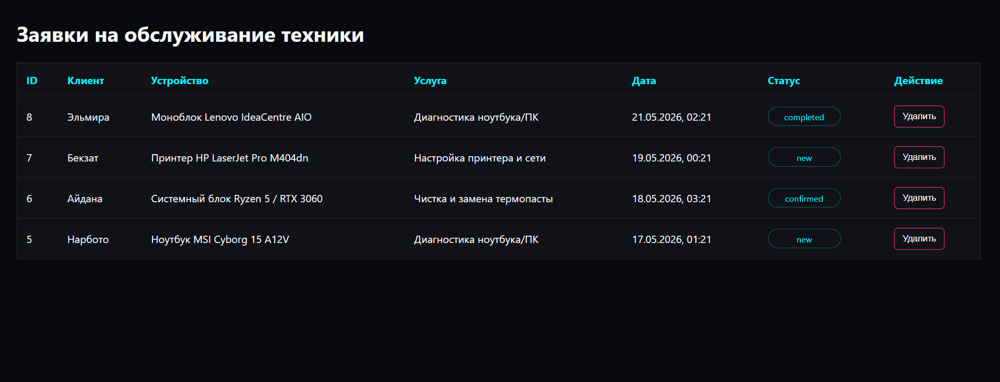 Заявки на обслуживание техники
ID Клиент Устройство Услуга Дата Статус Действие
8 Эльмира Моноблок Lenovo IdeaCentre AIO Диагностика ноутбука/ПК 21.05.2026, 02:21 completed Удалить
7 Бекзат Принтер HP LaserJet Pro M404dn Настройка принтера и сети 19.05.2026, 00:21 new Удалить
6 Айдана Системный блок Ryzen 5 / RTX 3060 Чистка и замена термопасты 18.05.2026, 03:21 confirmed Удалить
5 Нарбото Ноутбук MSI Cyborg 15 A12V Диагностика ноутбука/ПК 17.05.2026, 01:21 new Удалить